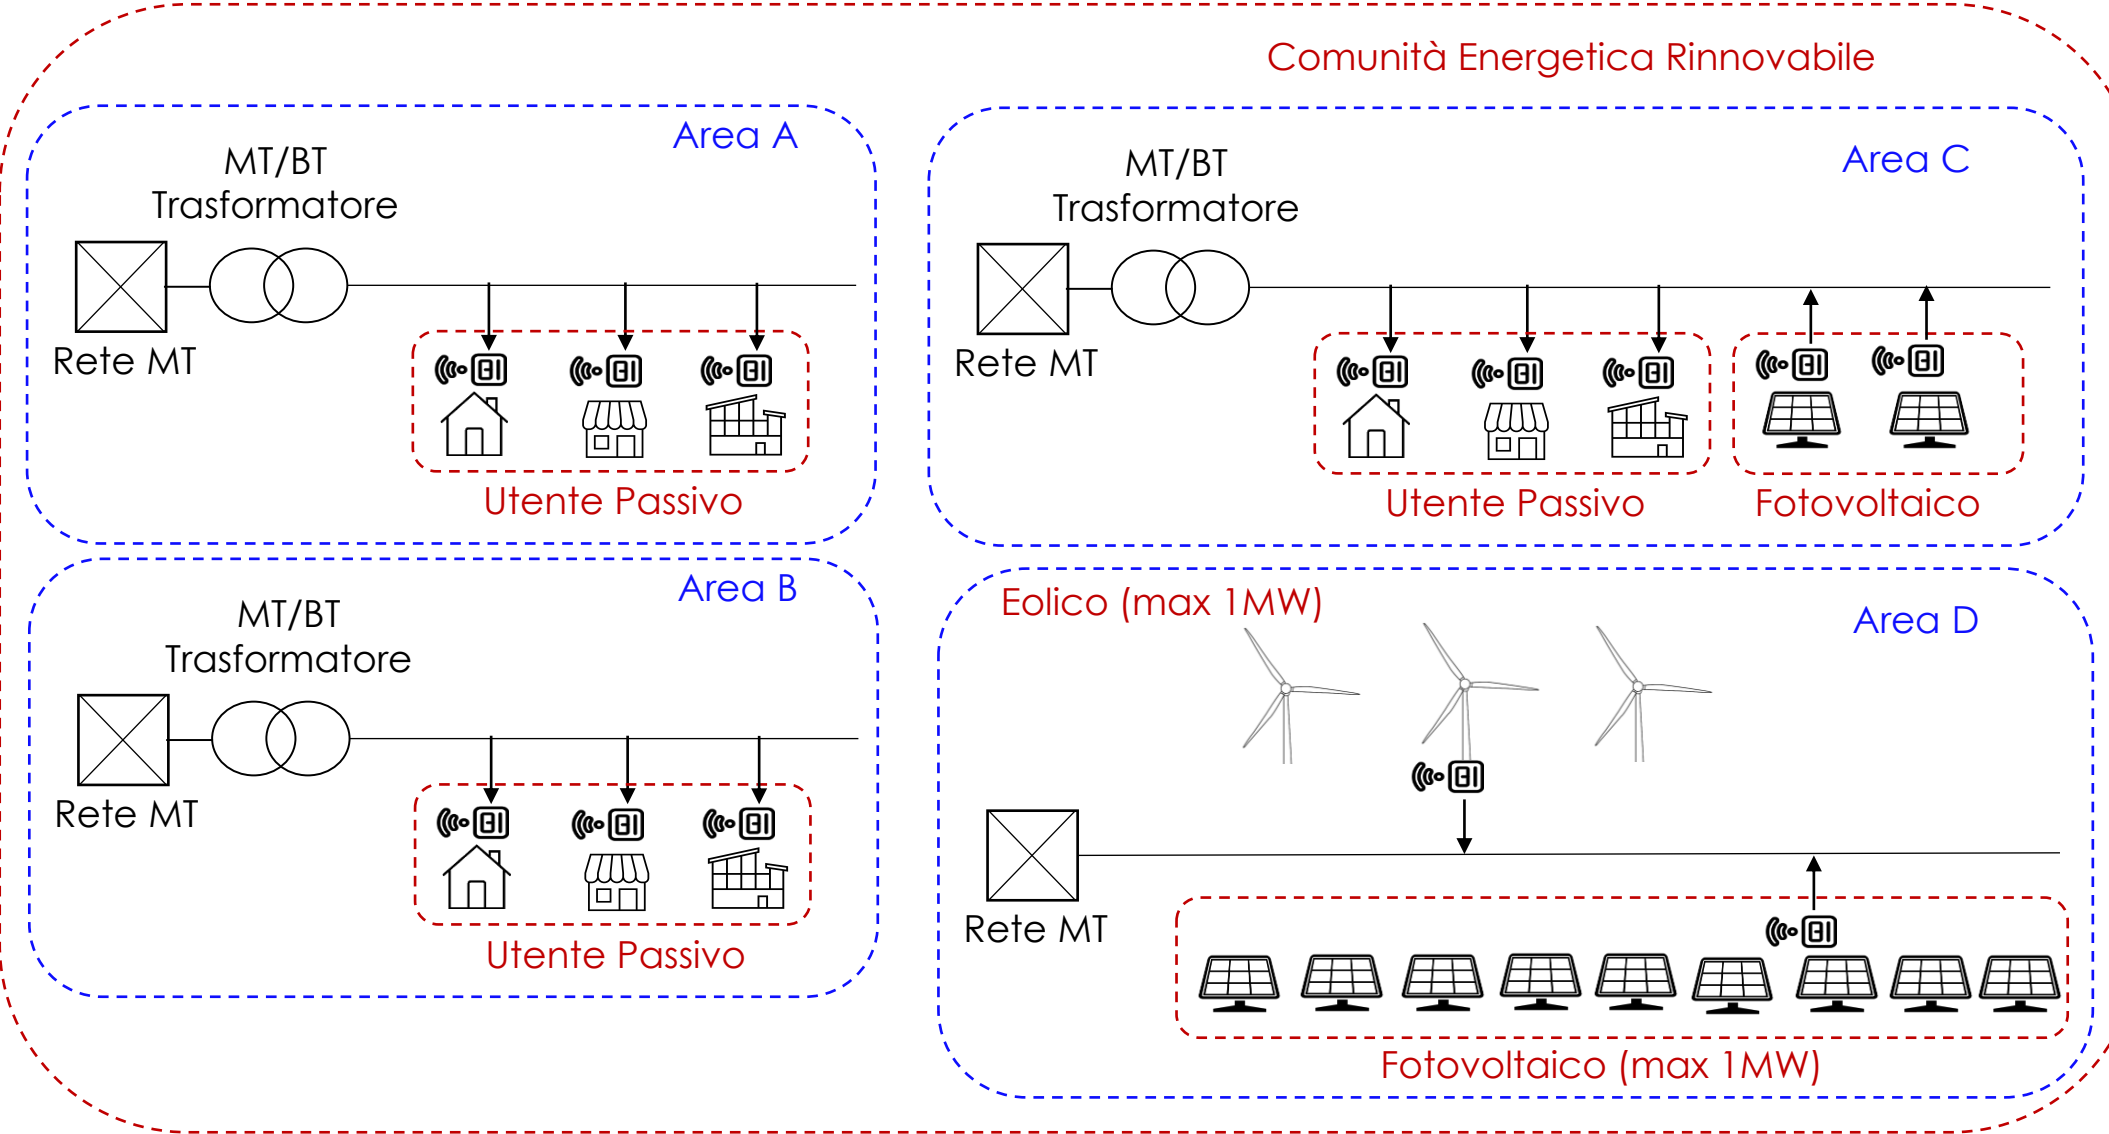 Comunità Energetica Rinnovabile
Area A
MT/BT
Trasformatore
Rete MT
Utente Passivo
Area C
MT/BT
Trasformatore
Rete MT
Utente Passivo
Fotovoltaico
Area B
MT/BT
Trasformatore
Rete MT
Utente Passivo
Eolico (max 1MW)
Area D
Rete MT
Fotovoltaico (max 1MW)